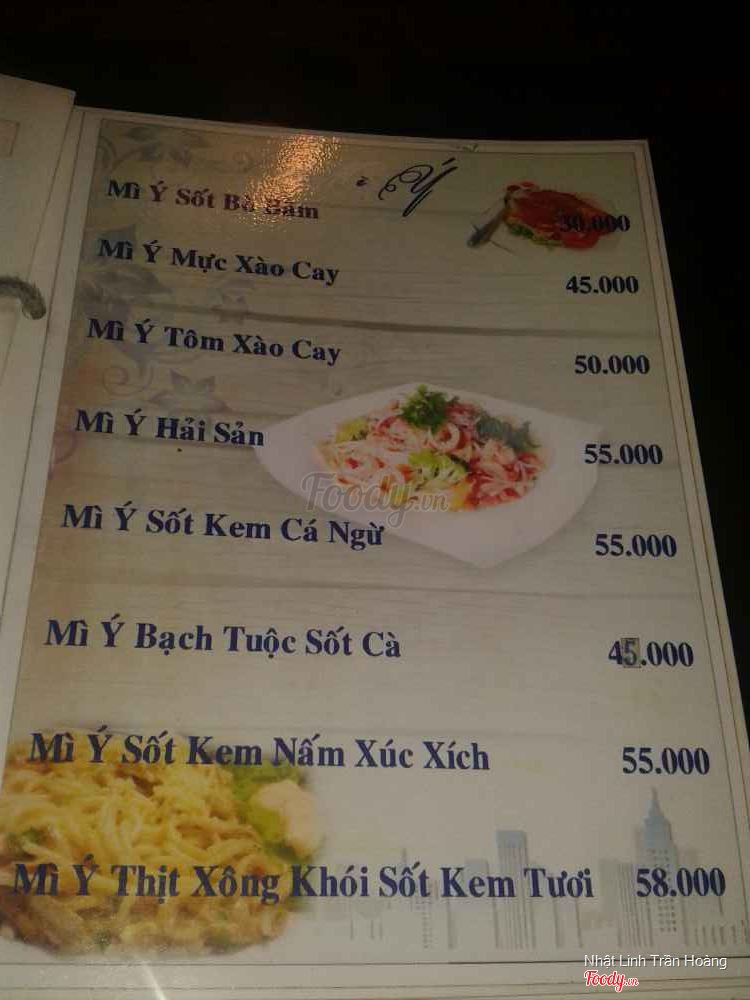 Ý
Mì Ý Sốt Bò Bằm 30.000
Mì Ý Mực Xào Cay 45.000
Mì Ý Tôm Xào Cay 50.000
Mì Ý Hải Sản 55.000
Foody.vn
Mì Ý Sốt Kem Cá Ngừ 55.000
Mì Ý Bạch Tuộc Sốt Cà 45.000
Mì Ý Sốt Kem Nấm Xúc Xích 55.000
Mì Ý Thịt Xông Khói Sốt Kem Tươi 58.000
Nhật Linh Trần Hoàng
Foody.vn